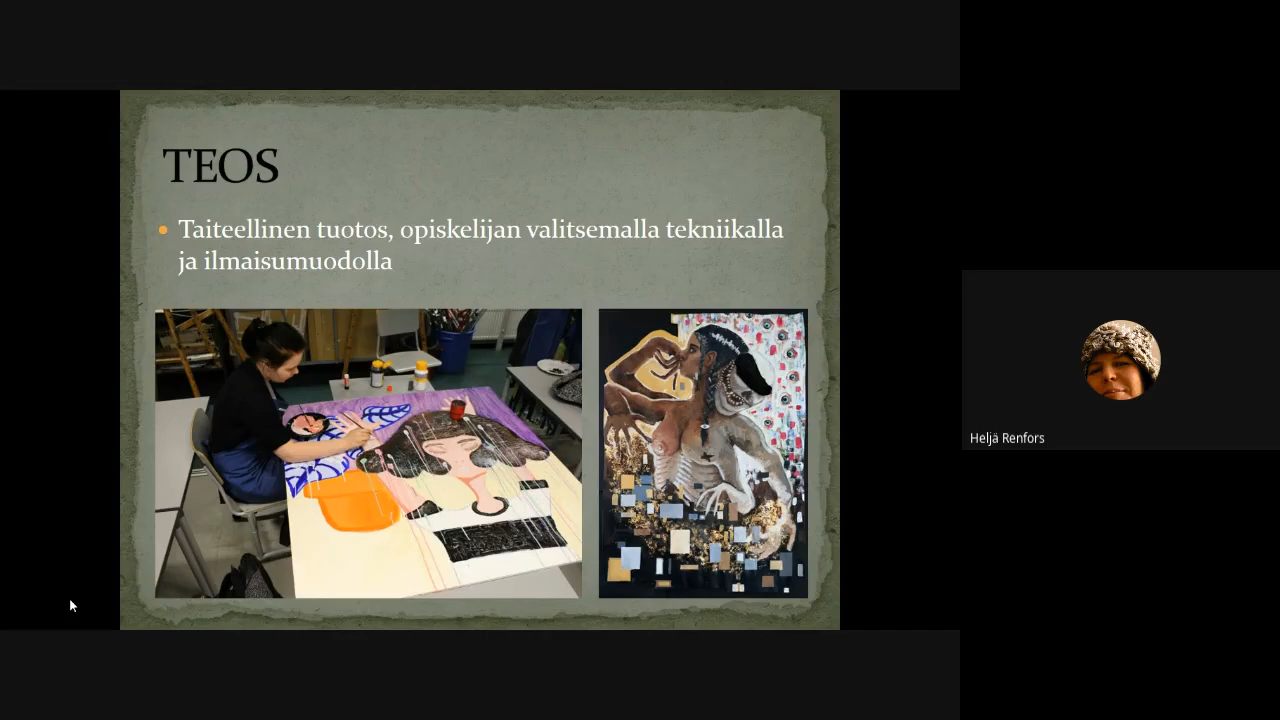 TEOS
• Taiteellinen tuotos, opiskelijan valitsemalla tekniikalla
ja ilmaisumuodolla
Heljä Renfors